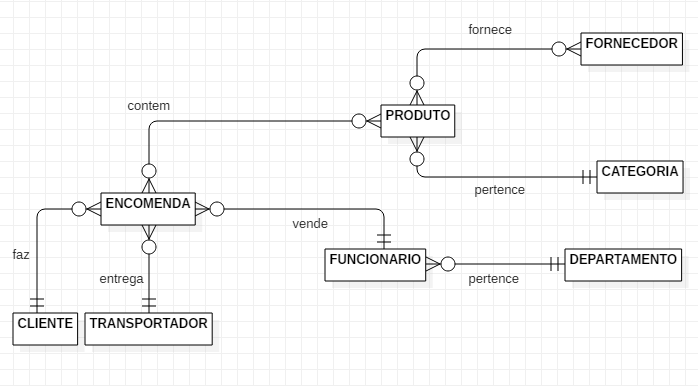 fornece
FORNECEDOR
contem
PRODUTO
CATEGORIA
pertence
ENCOMENDA
vende
faz
FUNCIONARIO
DEPARTAMENTO
entrega
pertence
CLIENTE
TRANSPORTADOR